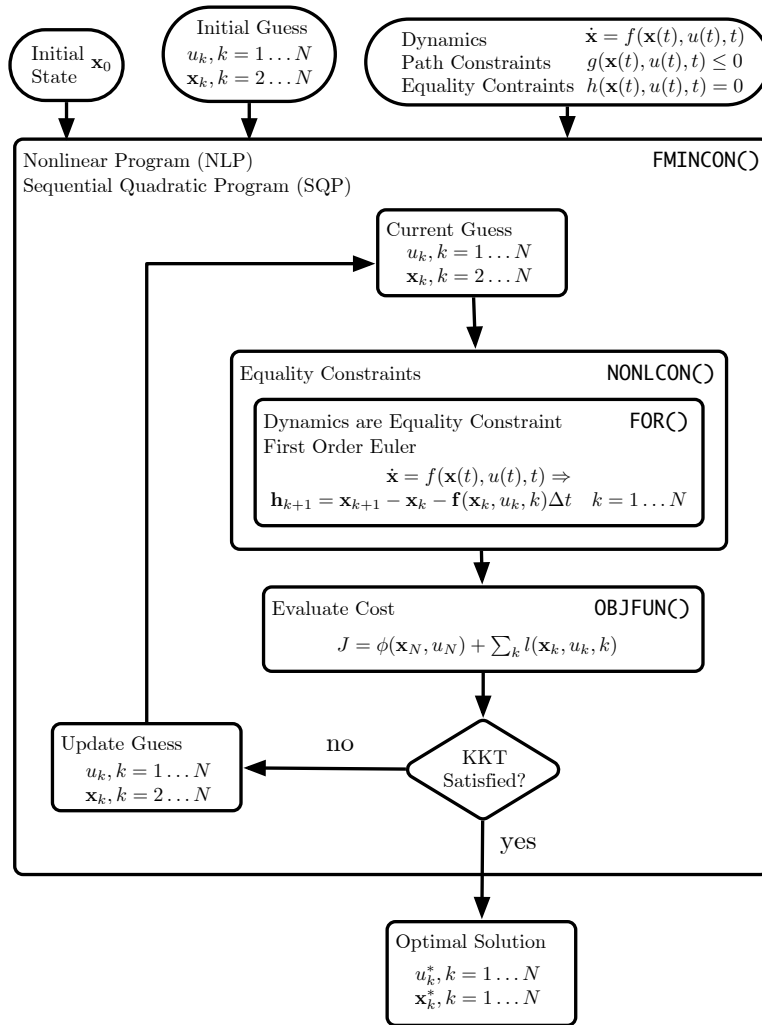 Initial
State x₀
Initial Guess
u_k, k = 1 … N
x_k, k = 2 … N
Dynamics ẋ = f(x(t), u(t), t)
Path Constraints g(x(t), u(t), t) ≤ 0
Equality Contraints h(x(t), u(t), t) = 0
Nonlinear Program (NLP) FMINCON()
Sequential Quadratic Program (SQP)
Current Guess
u_k, k = 1 … N
x_k, k = 2 … N
Equality Constraints NONLCON()
Dynamics are Equality Constraint FOR()
First Order Euler
ẋ = f(x(t), u(t), t) ⇒
h_{k+1} = x_{k+1} − x_k − f(x_k, u_k, k)Δt k = 1 … N
Evaluate Cost OBJFUN()
J = ϕ(x_N, u_N) + ∑_k l(x_k, u_k, k)
KKT
Satisfied?
no
Update Guess
u_k, k = 1 … N
x_k, k = 2 … N
yes
Optimal Solution
u*_k, k = 1 … N
x*_k, k = 1 … N